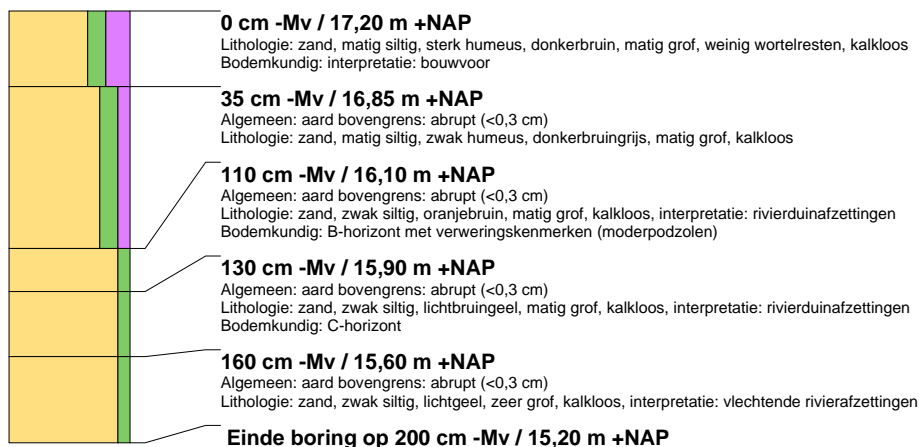 0 cm -Mv / 17,20 m +NAP
Lithologie: zand, matig siltig, sterk humeus, donkerbruin, matig grof, weinig wortelresten, kalkloos
Bodemkundig: interpretatie: bouwvoor
35 cm -Mv / 16,85 m +NAP
Algemeen: aard bovengrens: abrupt (<0,3 cm)
Lithologie: zand, matig siltig, zwak humeus, donkerbruingrijs, matig grof, kalkloos
110 cm -Mv / 16,10 m +NAP
Algemeen: aard bovengrens: abrupt (<0,3 cm)
Lithologie: zand, zwak siltig, oranjebruin, matig grof, kalkloos, interpretatie: rivierduinafzettingen
Bodemkundig: B-horizont met verweringskenmerken (moderpodzolen)
130 cm -Mv / 15,90 m +NAP
Algemeen: aard bovengrens: abrupt (<0,3 cm)
Lithologie: zand, zwak siltig, lichtbruingeel, matig grof, kalkloos, interpretatie: rivierduinafzettingen
Bodemkundig: C-horizont
160 cm -Mv / 15,60 m +NAP
Algemeen: aard bovengrens: abrupt (<0,3 cm)
Lithologie: zand, zwak siltig, lichtgeel, zeer grof, kalkloos, interpretatie: vlechtende rivierafzettingen
Einde boring op 200 cm -Mv / 15,20 m +NAP